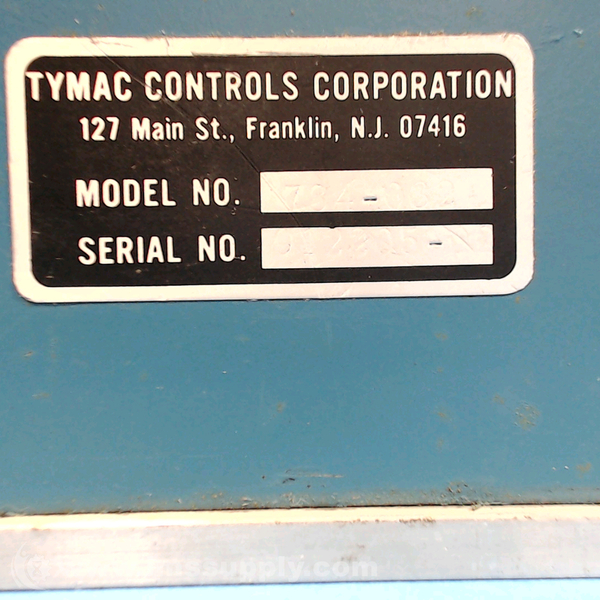 TYMAC CONTROLS CORPORATION
127 Main St., Franklin, N.J. 07416
MODEL NO.
SERIAL NO.